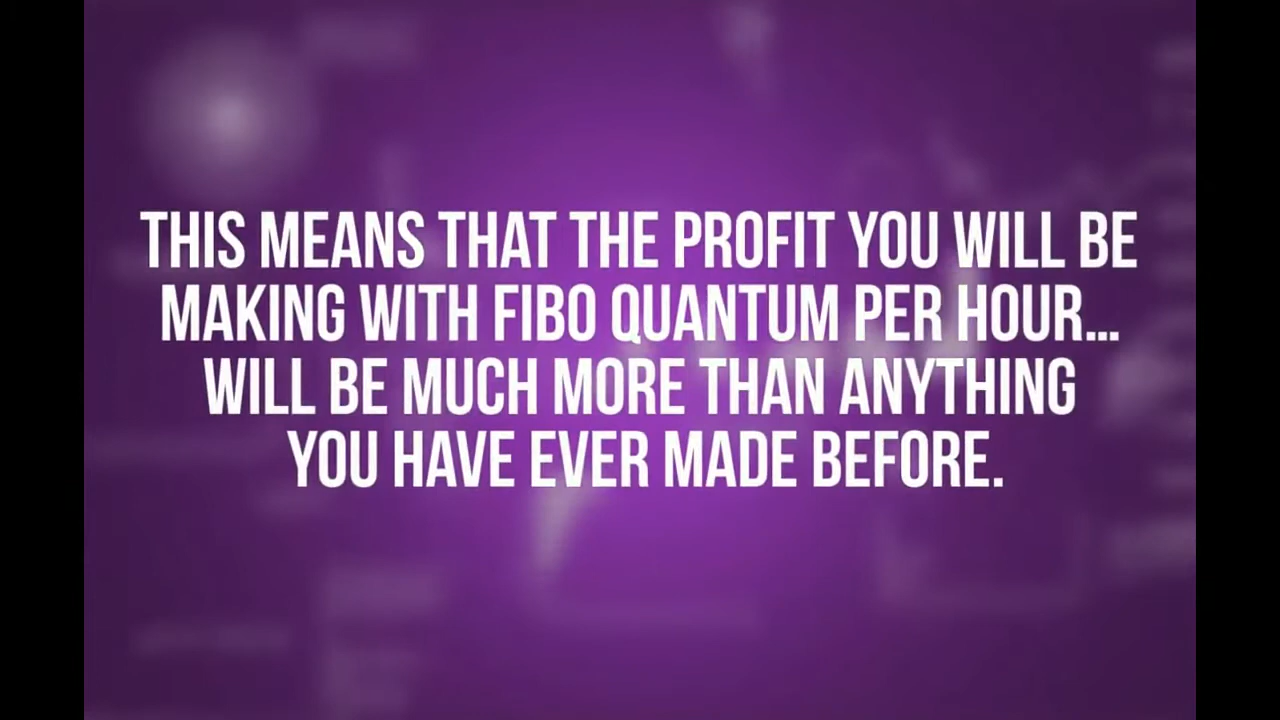 THIS MEANS THAT THE PROFIT YOU WILL BE
MAKING WITH FIBO QUANTUM PER HOUR...
WILL BE MUCH MORE THAN ANYTHING
YOU HAVE EVER MADE BEFORE.